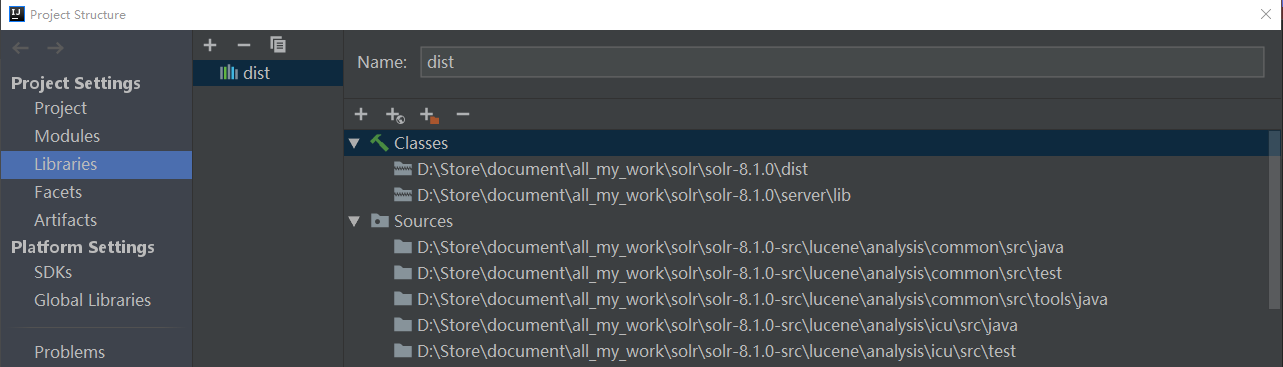 IJ Project Structure
Project Settings
Project
Modules
Libraries
Facets
Artifacts
Platform Settings
SDKs
Global Libraries
Problems
dist
Name: dist
Classes
D:\Store\document\all_my_work\solr\solr-8.1.0\dist
D:\Store\document\all_my_work\solr\solr-8.1.0\server\lib
Sources
D:\Store\document\all_my_work\solr\solr-8.1.0-src\lucene\analysis\common\src\java
D:\Store\document\all_my_work\solr\solr-8.1.0-src\lucene\analysis\common\src\test
D:\Store\document\all_my_work\solr\solr-8.1.0-src\lucene\analysis\common\src\tools\java
D:\Store\document\all_my_work\solr\solr-8.1.0-src\lucene\analysis\icu\src\java
D:\Store\document\all_my_work\solr\solr-8.1.0-src\lucene\analysis\icu\src\test